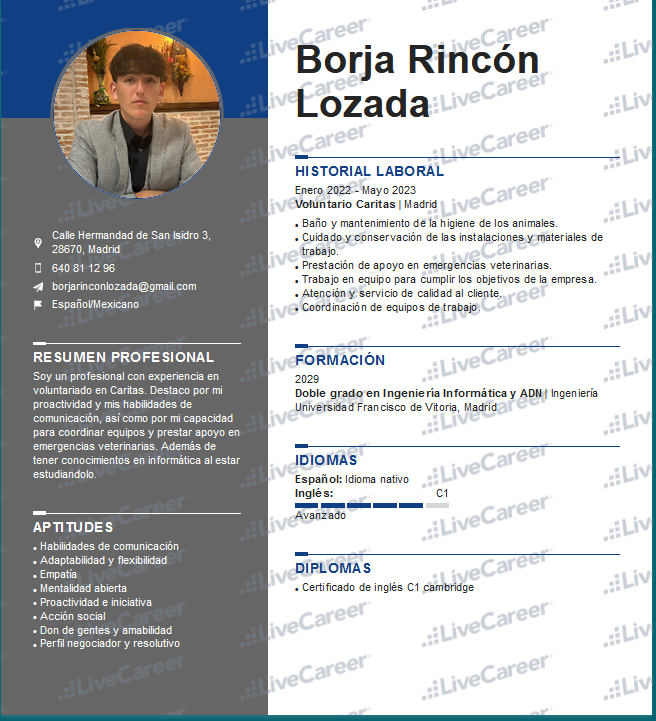 Borja Rincón
Lozada
Calle Hermandad de San Isidro 3,
28670, Madrid
640 81 12 96
borjarinconlozada@gmail.com
Español/Mexicano
RESUMEN PROFESIONAL
Soy un profesional con experiencia en
voluntariado en Caritas. Destaco por mi
proactividad y mis habilidades de
comunicación, así como por mi capacidad
para coordinar equipos y prestar apoyo en
emergencias veterinarias. Además de
tener conocimientos en informática al estar
estudiandolo.
APTITUDES
• Habilidades de comunicación
• Adaptabilidad y flexibilidad
• Empatía
• Mentalidad abierta
• Proactividad e iniciativa
• Acción social
• Don de gentes y amabilidad
• Perfil negociador y resolutivo
HISTORIAL LABORAL
Enero 2022 - Mayo 2023
Voluntario Caritas | Madrid
• Baño y mantenimiento de la higiene de los animales.
• Cuidado y conservación de las instalaciones y materiales de
trabajo.
• Prestación de apoyo en emergencias veterinarias.
• Trabajo en equipo para cumplir los objetivos de la empresa.
• Atención y servicio de calidad al cliente.
• Coordinación de equipos de trabajo.
FORMACIÓN
2029
Doble grado en Ingeniería Informática y ADN | Ingeniería
Universidad Francisco de Vitoria, Madrid
IDIOMAS
Español: Idioma nativo
Inglés: C1
Avanzado
DIPLOMAS
• Certificado de inglés C1 cambridge
LiveCareer